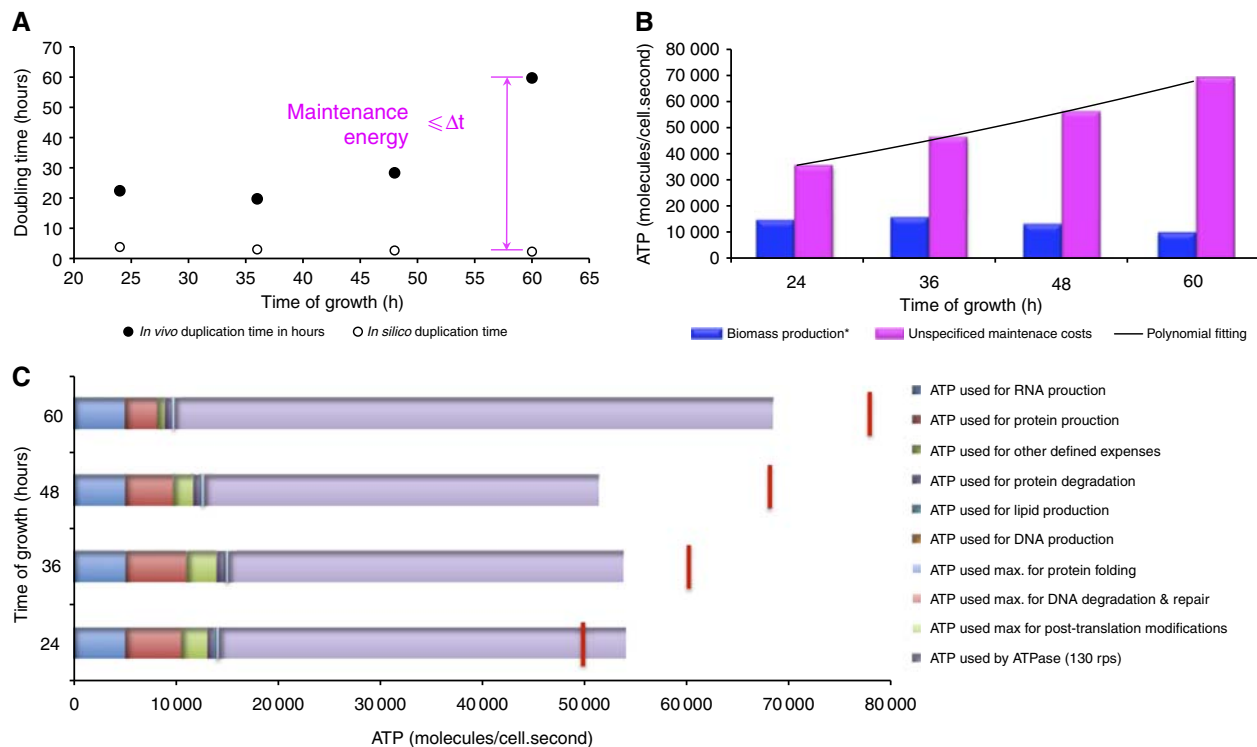 A
70
60
50
40
30
20
10
0
Doubling time (hours)
Maintenance
energy
⩽ Δt
20 25 30 35 40 45 50 55 60 65
Time of growth (h)
In vivo duplication time in hours
In silico duplication time
B
80 000
70 000
60 000
50 000
40 000
30 000
20 000
10 000
0
ATP (molecules/cell.second)
24 36 48 60
Time of growth (h)
Biomass production*
Unspecificed maintenace costs
Polynomial fitting
C
Time of growth (hours)
60
48
36
24
0 10 000 20 000 30 000 40 000 50 000 60 000 70 000 80 000
ATP (molecules/cell.second)
ATP used for RNA prouction
ATP used for protein prouction
ATP used for other defined expenses
ATP used for protein degradation
ATP used for lipid production
ATP used for DNA production
ATP used max. for protein folding
ATP used max. for DNA degradation & repair
ATP used max for post-translation modifications
ATP used by ATPase (130 rps)